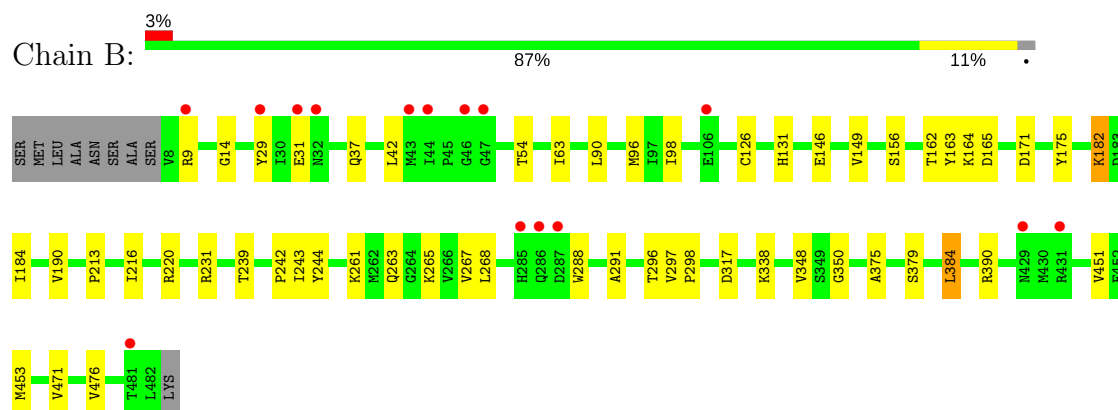 3%
Chain B:
87%
11%
•
SER MET LEU ALA ASN SER ALA SER V8 R9 G14 Y29 I30 E31 N32 Q37 L42 M43 I44 P45 G46 G47 T54 I63 L90 M96 I97 I98 E106 C126 H131 E146 V149 S156 T162 Y163 K164 D165 D171 Y175 K182 D183
I184 V190 P213 I216 R220 R231 T239 P242 I243 Y244 K261 M262 Q263 G264 K265 V266 V267 L268 H285 Q286 D287 W288 A291 T296 V297 P298 D317 K338 V348 S349 G350 A375 S379 L384 R390 N429 M430 R431 V451 E452
M453 V471 V476 T481 L482 LYS